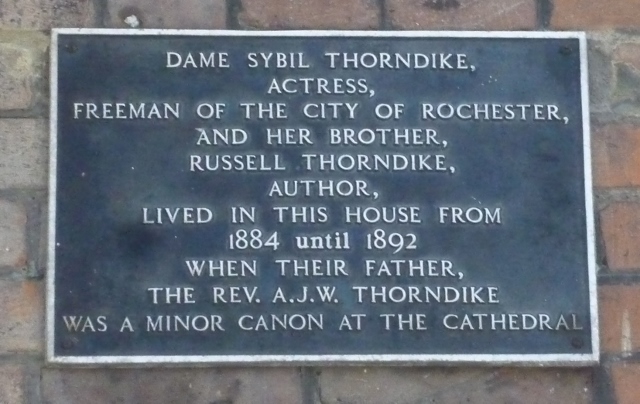 DAME SYBIL THORNDIKE,
ACTRESS,
FREEMAN OF THE CITY OF ROCHESTER,
AND HER BROTHER,
RUSSELL THORNDIKE,
AUTHOR,
LIVED IN THIS HOUSE FROM
1884 until 1892
WHEN THEIR FATHER,
THE REV. A.J.W. THORNDIKE
WAS A MINOR CANON AT THE CATHEDRAL